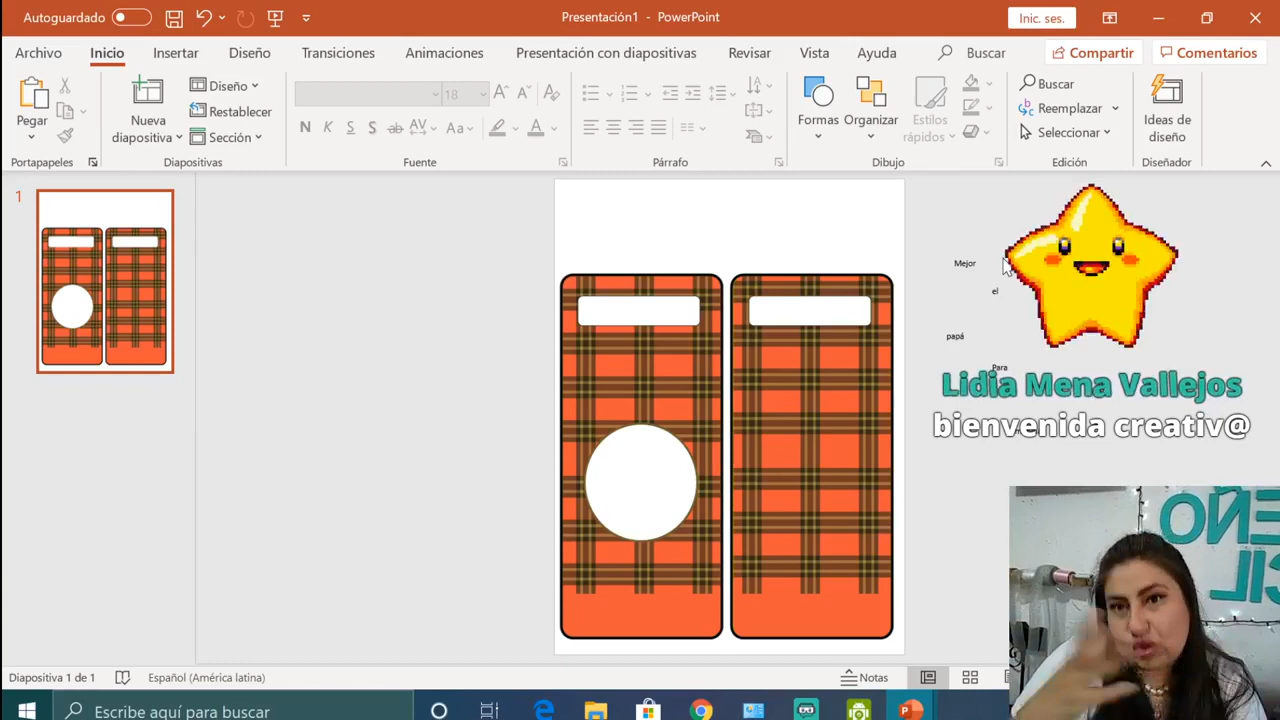 Autoguardado
Presentación1 - PowerPoint
Inic. ses.
Archivo Inicio Insertar Diseño Transiciones Animaciones Presentación con diapositivas Revisar Vista Ayuda Buscar Compartir Comentarios
Pegar
Nueva diapositiva
Diseño
Restablecer
Sección
18
N K S S ab AV Aa A
Formas
Organizar
Estilos rápidos
Buscar
Reemplazar
Seleccionar
Ideas de diseño
Portapapeles Diapositivas Fuente Párrafo Dibujo Edición Diseñador
1
Mejor
el
papá
Para
Lidia Mena Vallejos
bienvenida creativ@
Diapositiva 1 de 1 Español (América latina) Notas
Escribe aquí para buscar